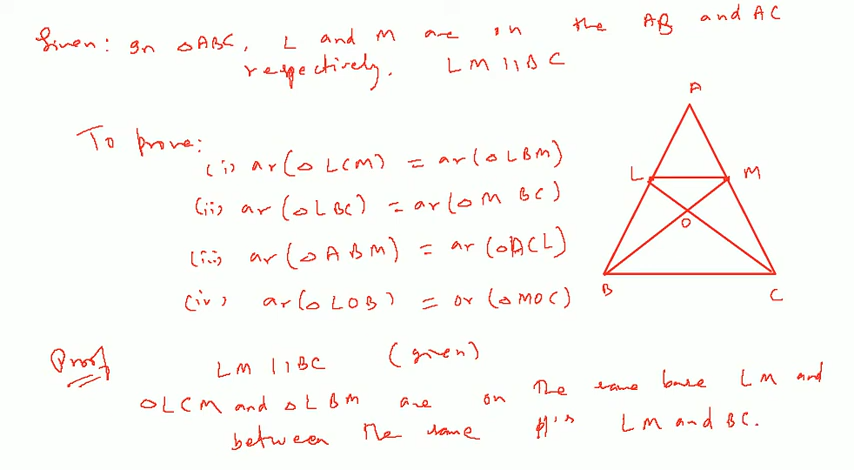 Given: In △ABC, L and M are on the AB and AC
respectively. LM || BC
To prove:
(i) ar(△LCM) = ar(△LBM)
(ii) ar(△LBC) = ar(△MBC)
(iii) ar(△ABM) = ar(△ACL)
(iv) ar(△LOB) = ar(△MOC)
A
L
M
O
B
C
Proof
LM || BC (given)
△LCM and △LBM are on the same base LM and
between the same ||'s LM and BC.